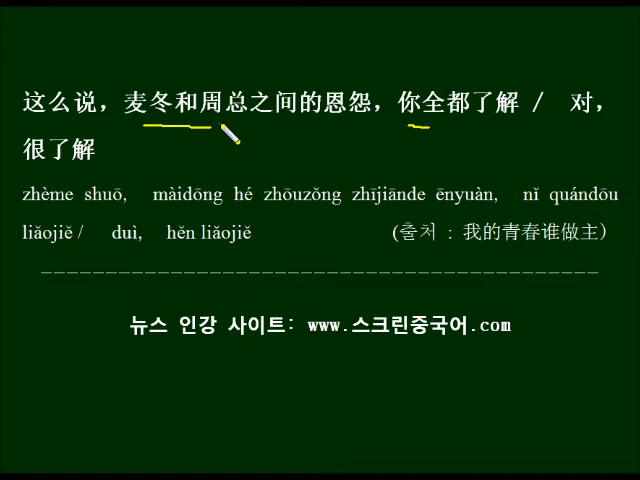 这么说，麦冬和周总之间的恩怨，你全都了解 / 对，
很了解
zhème shuō, màidōng hé zhōuzǒng zhījiānde ēnyuàn, nǐ quándōu
liǎojiě / duì, hěn liǎojiě (출처 : 我的青春谁做主)
뉴스 인강 사이트: www.스크린중국어.com